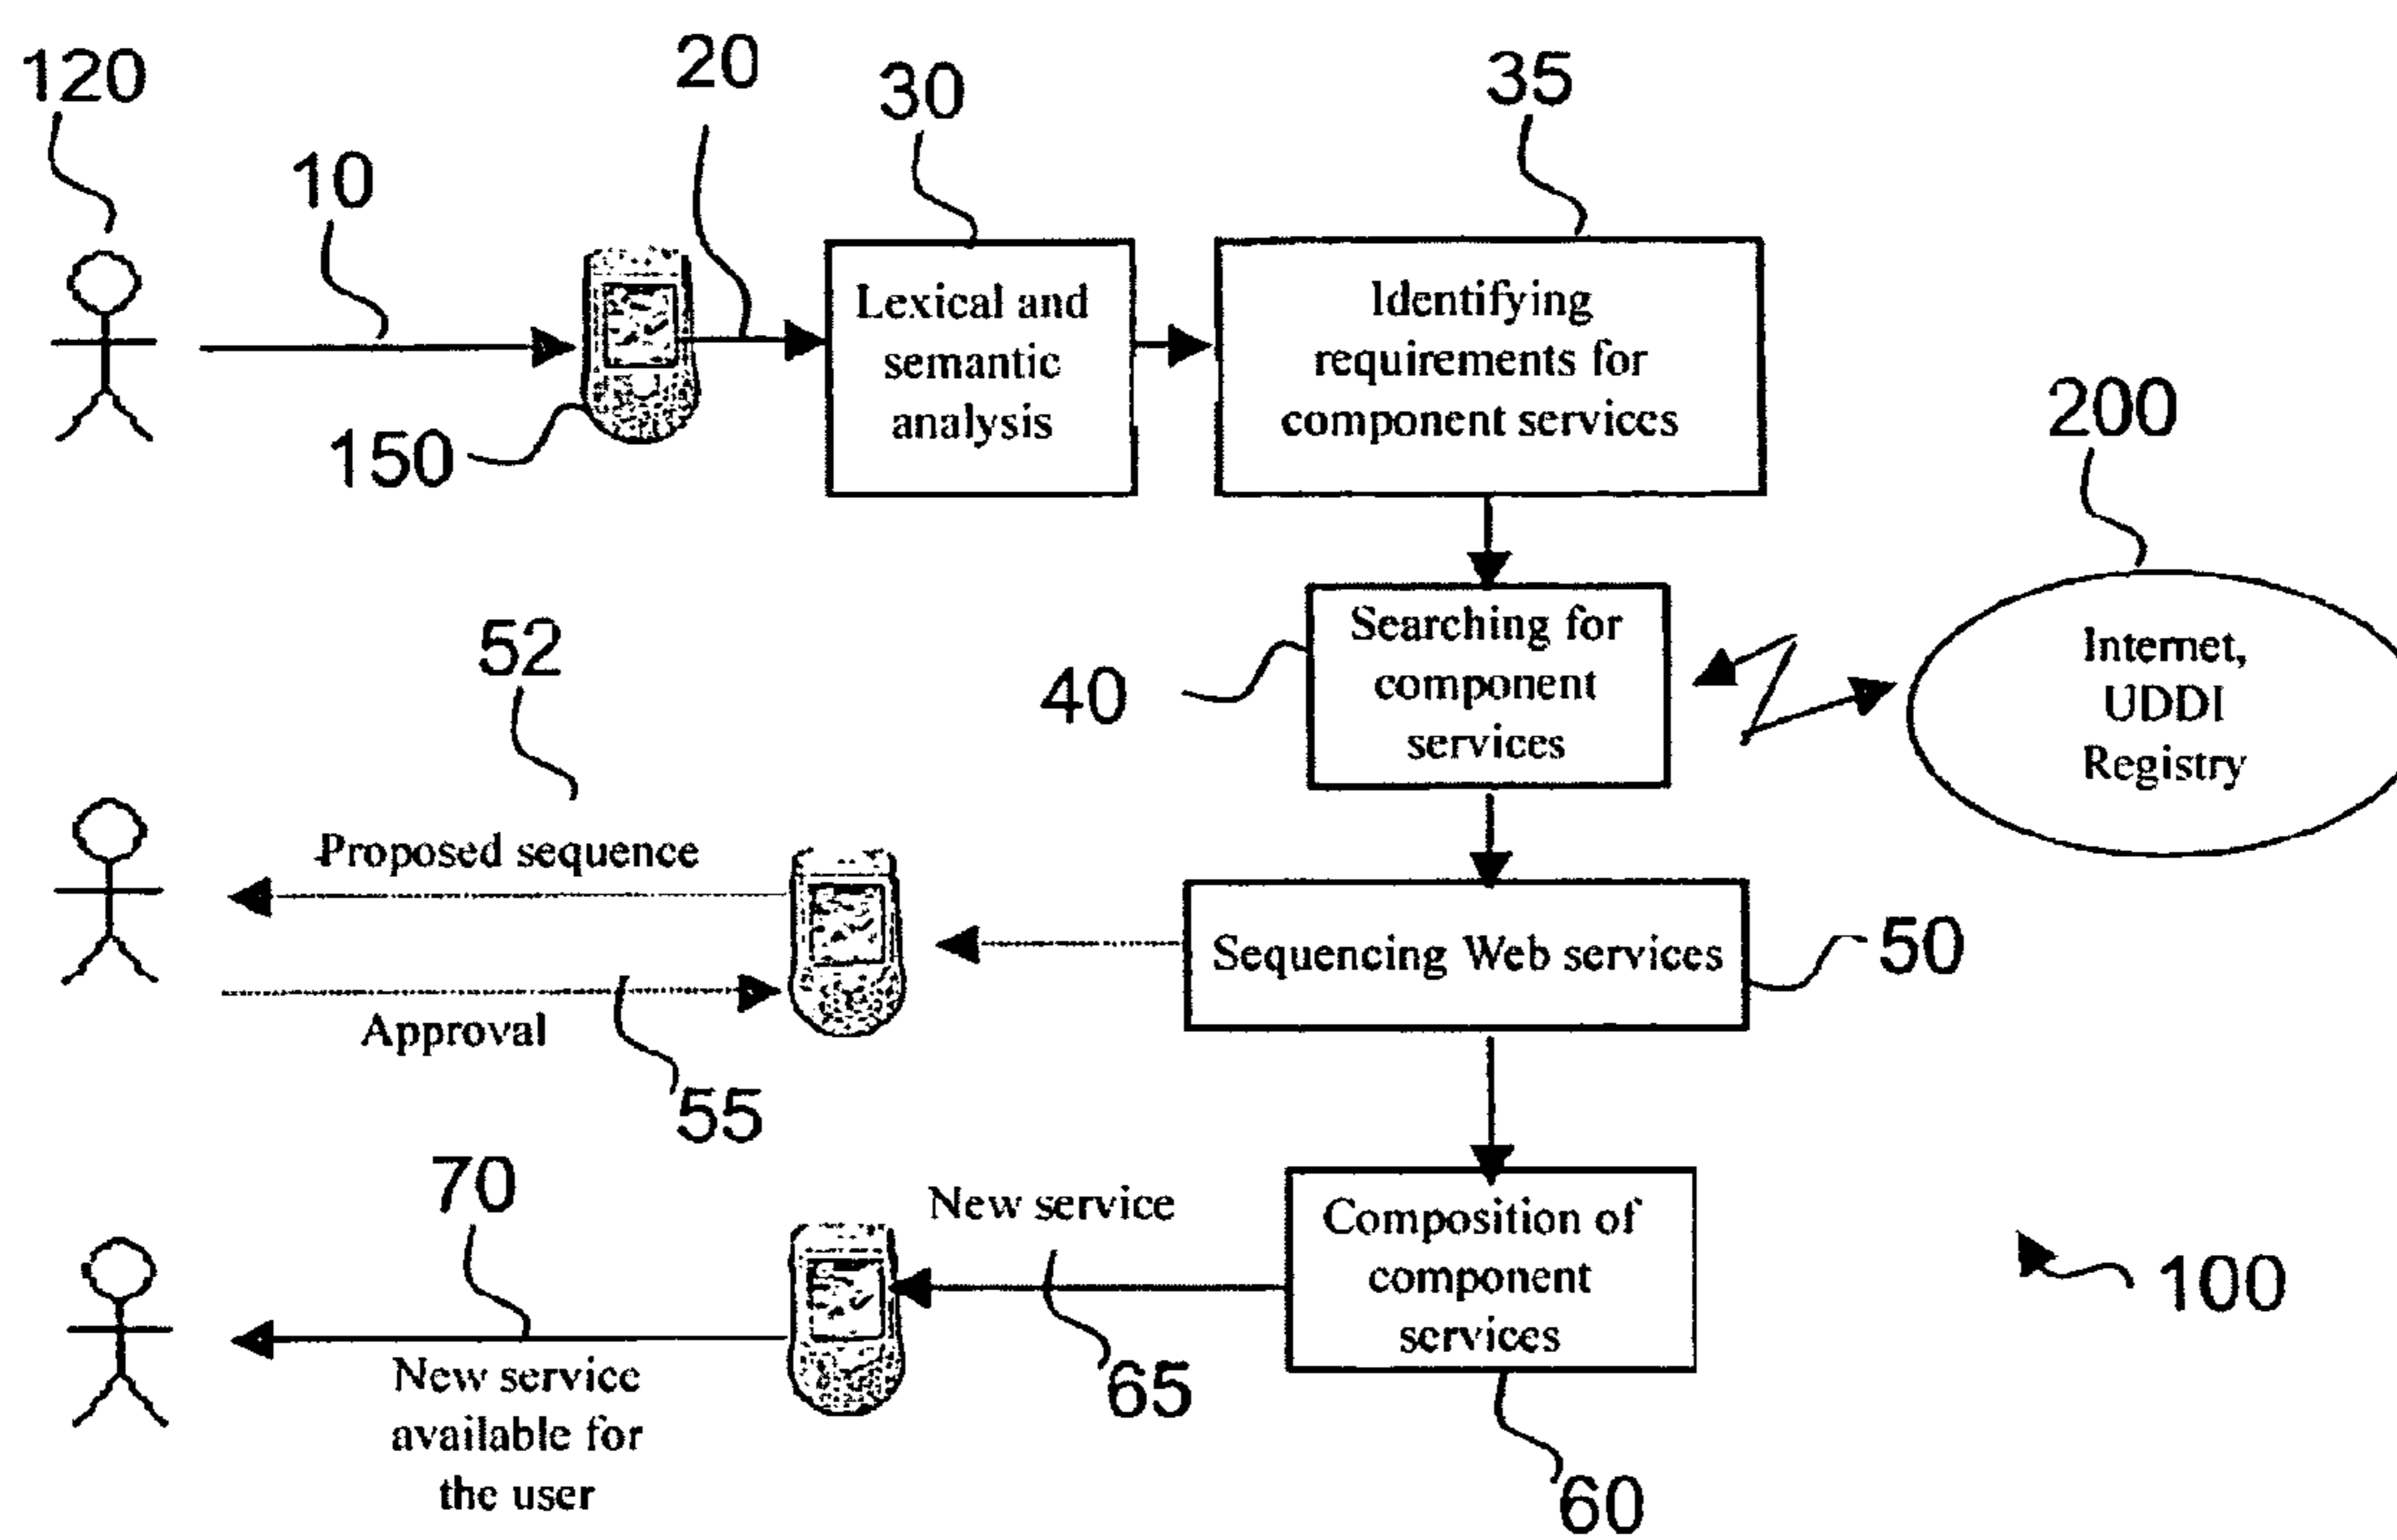 120
10
20
30
35
150
Lexical and
semantic
analysis
Identifying
requirements for
component services
200
Searching for
component
services
40
Internet,
UDDI
Registry
52
Proposed sequence
Approval
55
Sequencing Web services
50
70
New service
available for
the user
New service
65
Composition of
component
services
60
100